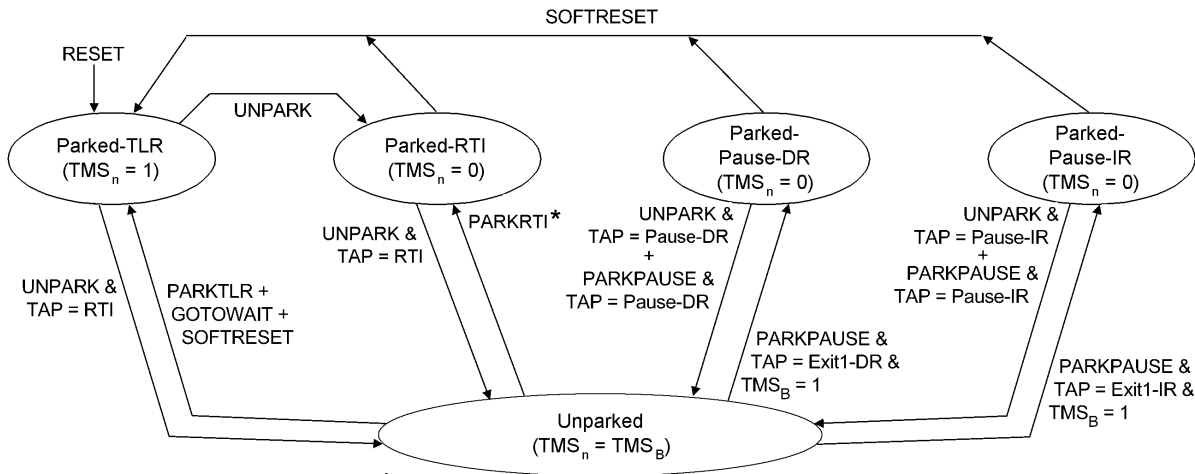 SOFTRESET
RESET
UNPARK
Parked-TLR
(TMSn = 1)
Parked-RTI
(TMSn = 0)
Parked-
Pause-DR
(TMSn = 0)
Parked-
Pause-IR
(TMSn = 0)
UNPARK &
TAP = RTI
PARKTLR +
GOTOWAIT +
SOFTRESET
UNPARK &
TAP = RTI
PARKRTI*
UNPARK &
TAP = Pause-DR
+
PARKPAUSE &
TAP = Pause-DR
PARKPAUSE &
TAP = Exit1-DR &
TMSB = 1
UNPARK &
TAP = Pause-IR
+
PARKPAUSE &
TAP = Pause-IR
PARKPAUSE &
TAP = Exit1-IR &
TMSB = 1
Unparked
(TMSn = TMSB)